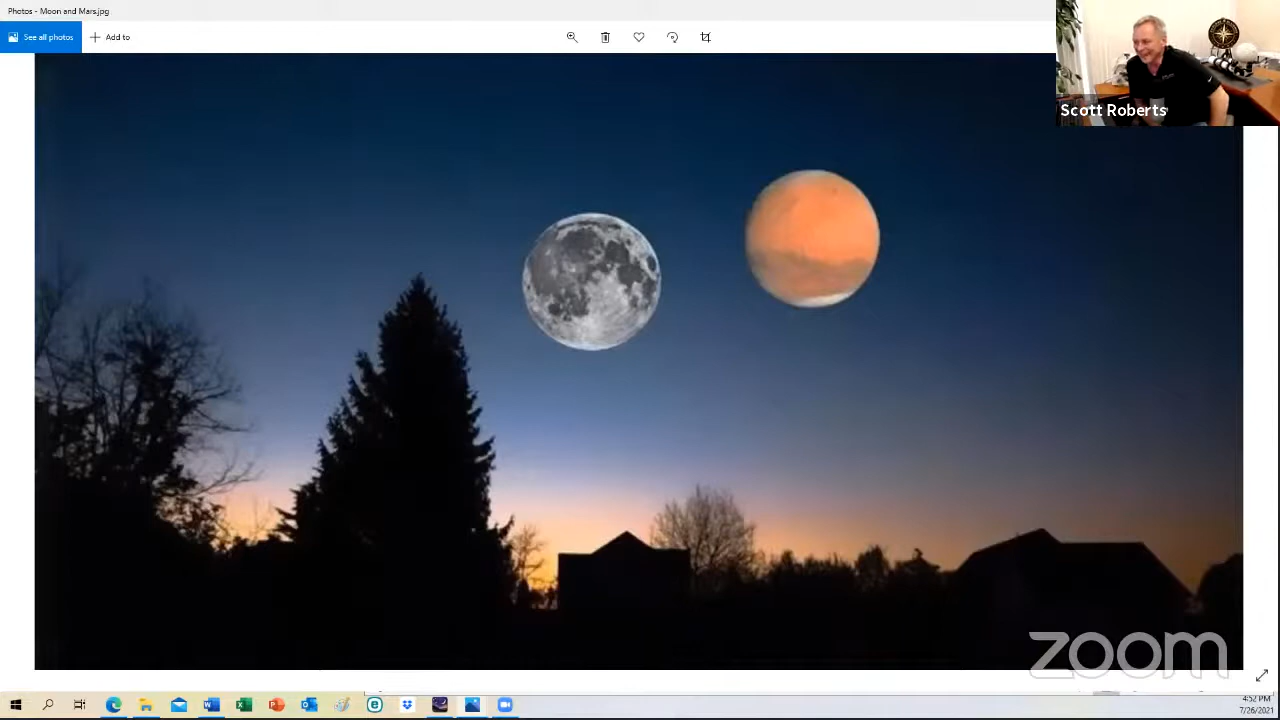 Photos - Moon and Mars.jpg
See all photos
Add to
Scott Roberts
zoom
4:52 PM
7/26/2021